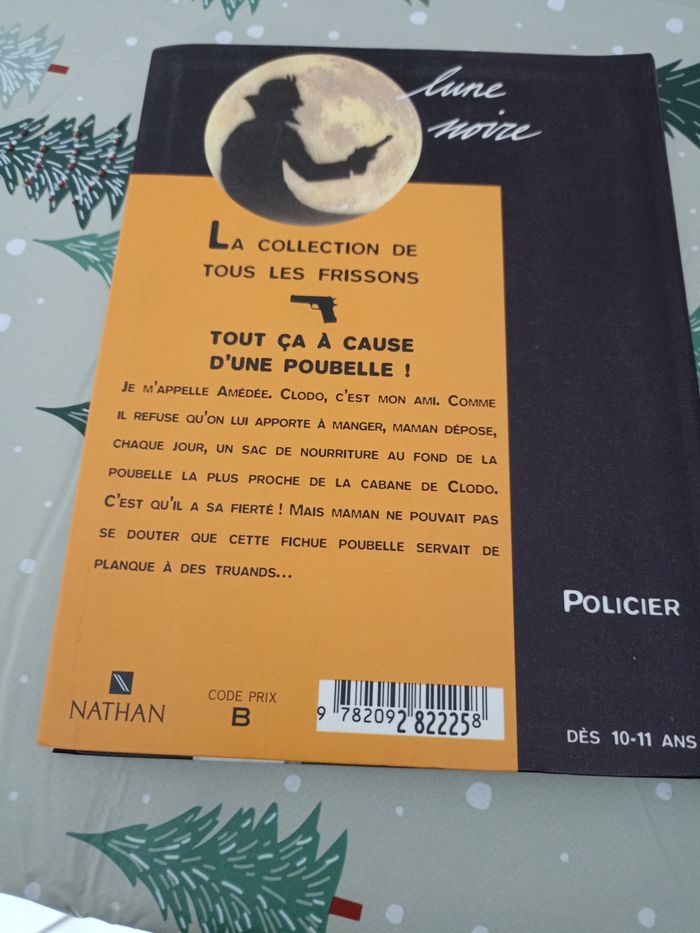 lune
noire
LA COLLECTION DE
TOUS LES FRISSONS
TOUT ÇA À CAUSE
D'UNE POUBELLE !
JE M'APPELLE AMÉDÉE. CLODO, C'EST MON AMI. COMME
IL REFUSE QU'ON LUI APPORTE À MANGER, MAMAN DÉPOSE,
CHAQUE JOUR, UN SAC DE NOURRITURE AU FOND DE LA
POUBELLE LA PLUS PROCHE DE LA CABANE DE CLODO.
C'EST QU'IL A SA FIERTÉ ! MAIS MAMAN NE POUVAIT PAS
SE DOUTER QUE CETTE FICHUE POUBELLE SERVAIT DE
PLANQUE À DES TRUANDS...
POLICIER
NATHAN
CODE PRIX
B
9 782092 822258
DÈS 10-11 ANS